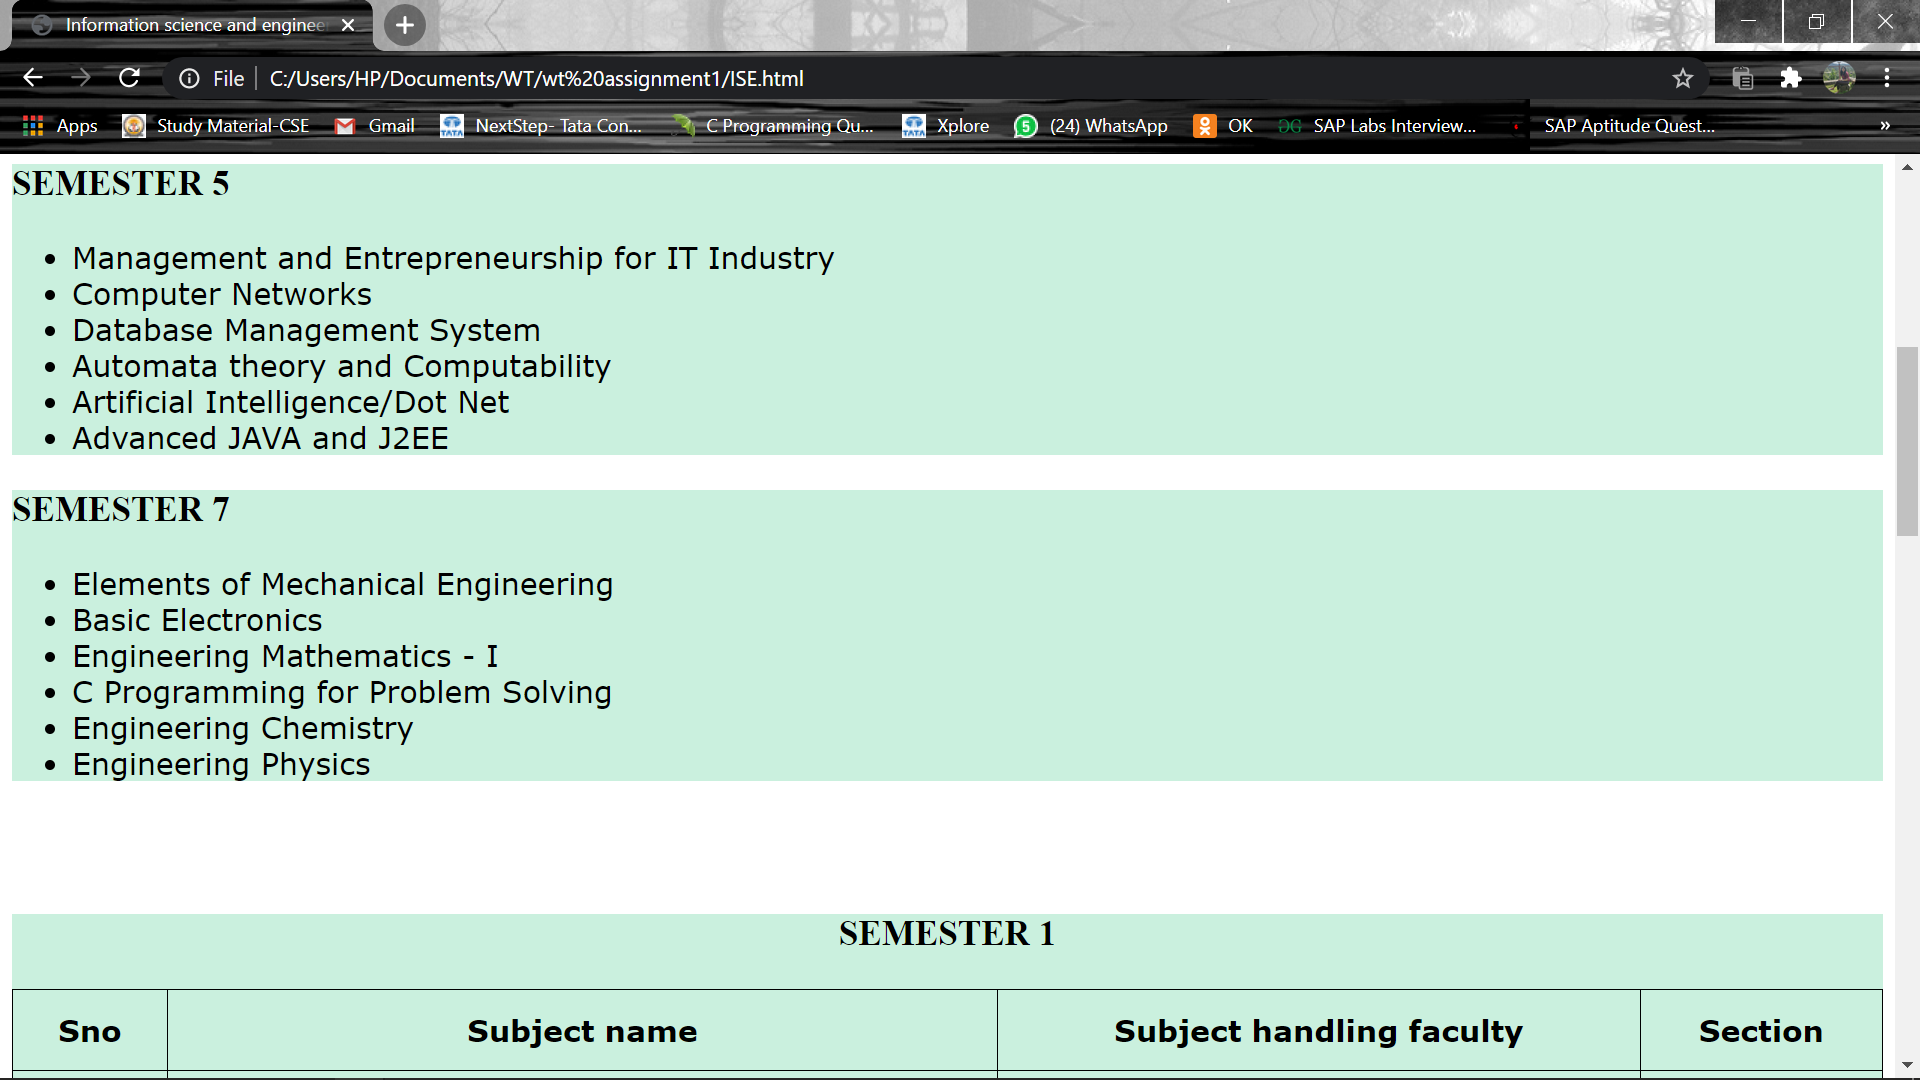 Information science and enginee
File C:/Users/HP/Documents/WT/wt%20assignment1/ISE.html
Apps Study Material-CSE Gmail NextStep- Tata Con... C Programming Qu... Xplore (24) WhatsApp OK SAP Labs Interview... SAP Aptitude Quest... »
SEMESTER 5
• Management and Entrepreneurship for IT Industry
• Computer Networks
• Database Management System
• Automata theory and Computability
• Artificial Intelligence/Dot Net
• Advanced JAVA and J2EE
SEMESTER 7
• Elements of Mechanical Engineering
• Basic Electronics
• Engineering Mathematics - I
• C Programming for Problem Solving
• Engineering Chemistry
• Engineering Physics
SEMESTER 1
Sno Subject name Subject handling faculty Section